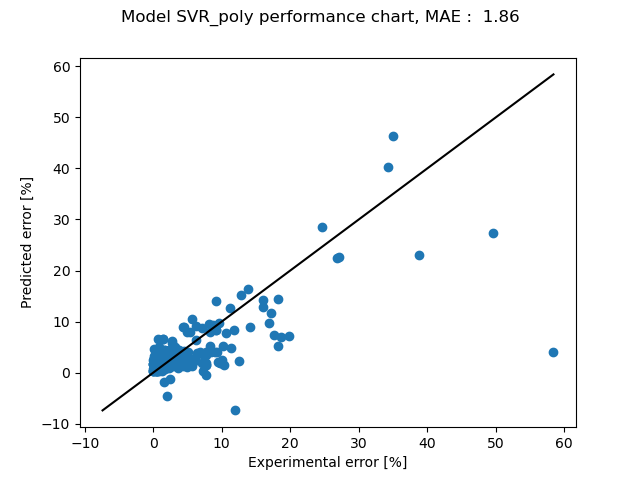 Model SVR_poly performance chart, MAE :  1.86
60
50
40
30
20
10
0
−10
Predicted error [%]
−10 0 10 20 30 40 50 60
Experimental error [%]